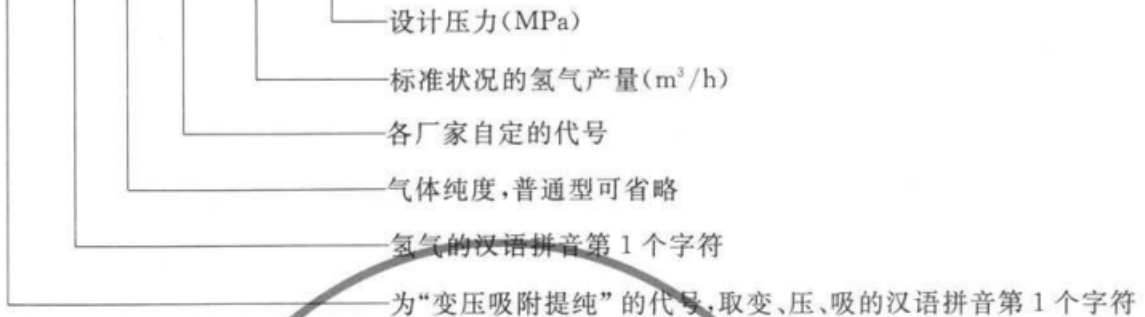 设计压力(MPa)
标准状况的氢气产量(m³/h)
各厂家自定的代号
气体纯度,普通型可省略
氢气的汉语拼音第1个字符
为“变压吸附提纯”的代号,取变、压、吸的汉语拼音第1个字符